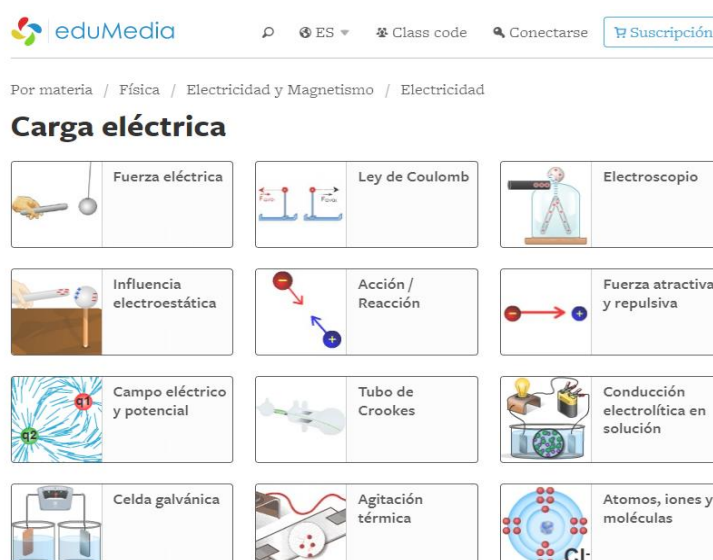 eduMedia
ES
Class code
Conectarse
Suscripción
Por materia / Física / Electricidad y Magnetismo / Electricidad
Carga eléctrica
Fuerza eléctrica
Ley de Coulomb
Electroscopio
Influencia
electroestática
Acción /
Reacción
Fuerza atractiva
y repulsiva
Campo eléctrico
y potencial
q1
q2
Tubo de
Crookes
Conducción
electrolítica en
solución
Celda galvánica
Agitación
térmica
Atomos, iones y
moléculas
Cl-